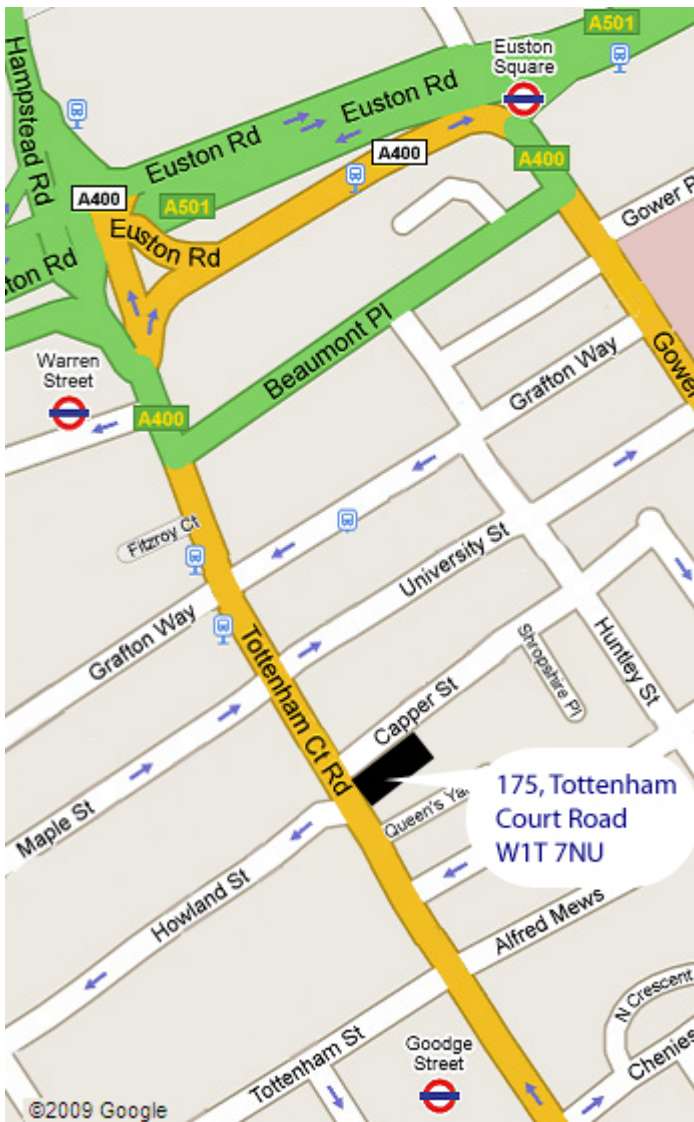 A501
Euston
Square
Hampstead Rd
Euston Rd
Euston Rd
A400
A400
A400
A501
Euston Rd
Gower P
ston Rd
Beaumont Pl
Warren
Street
Grafton Way
Gower
A400
Fitzroy Ct
University St
Grafton Way
Tottenham Ct Rd
Huntley St
Shropshire Pl
Capper St
175, Tottenham
Court Road
W1T 7NU
Maple St
Queen's Ya
Howland St
Alfred Mews
N Crescent
Goodge
Street
Chenies
Tottenham St
©2009 Google